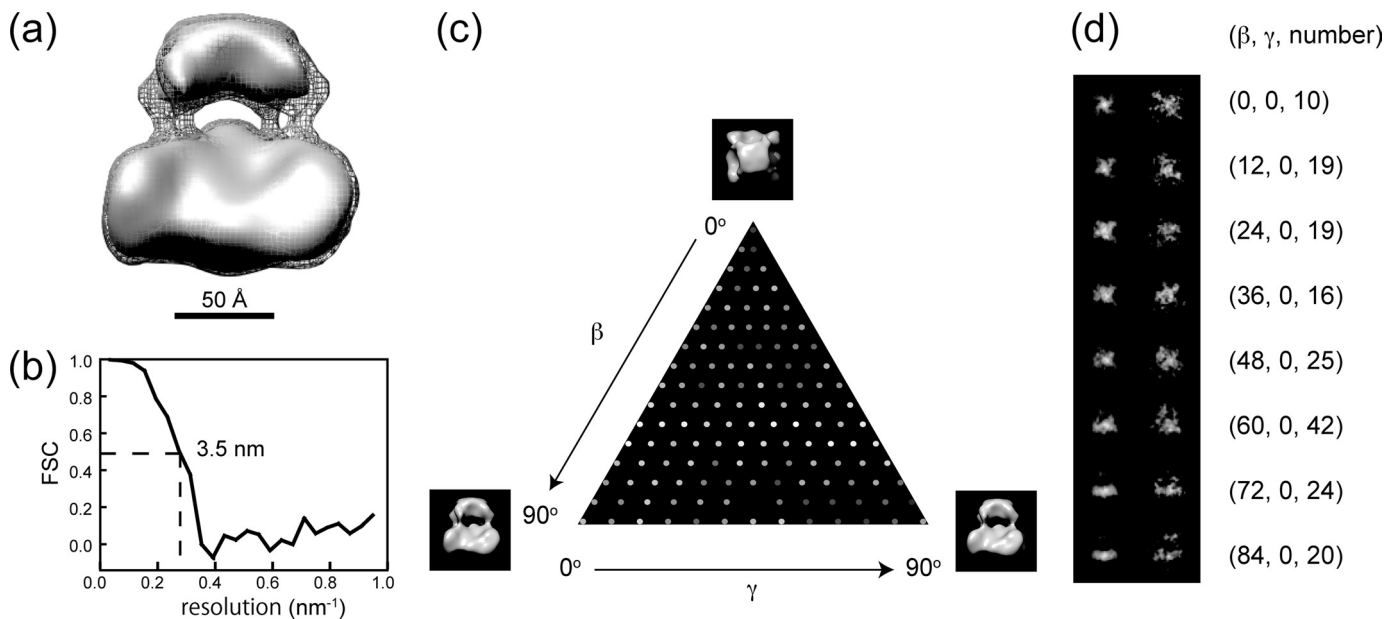 (a)
50 Å
(b)
1.0
0.8
0.6
0.4
0.2
0.0
FSC
3.5 nm
0.0 0.2 0.4 0.6 0.8 1.0
resolution (nm⁻¹)
(c)
0°
β
90°
0°
γ
90°
(d)
(β, γ, number)
(0, 0, 10)
(12, 0, 19)
(24, 0, 19)
(36, 0, 16)
(48, 0, 25)
(60, 0, 42)
(72, 0, 24)
(84, 0, 20)